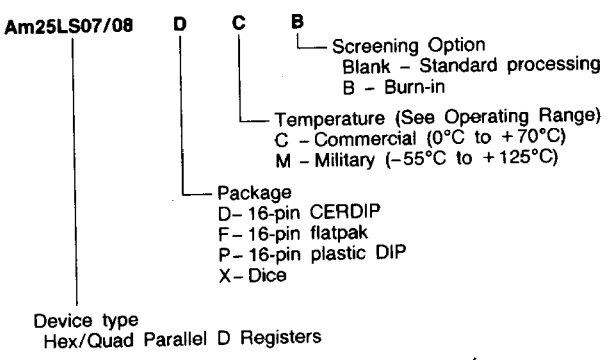 Am25LS07/08 D C B
Screening Option
Blank – Standard processing
B – Burn-in
Temperature (See Operating Range)
C – Commercial (0°C to +70°C)
M – Military (–55°C to +125°C)
Package
D– 16-pin CERDIP
F– 16-pin flatpak
P– 16-pin plastic DIP
X– Dice
Device type
Hex/Quad Parallel D Registers